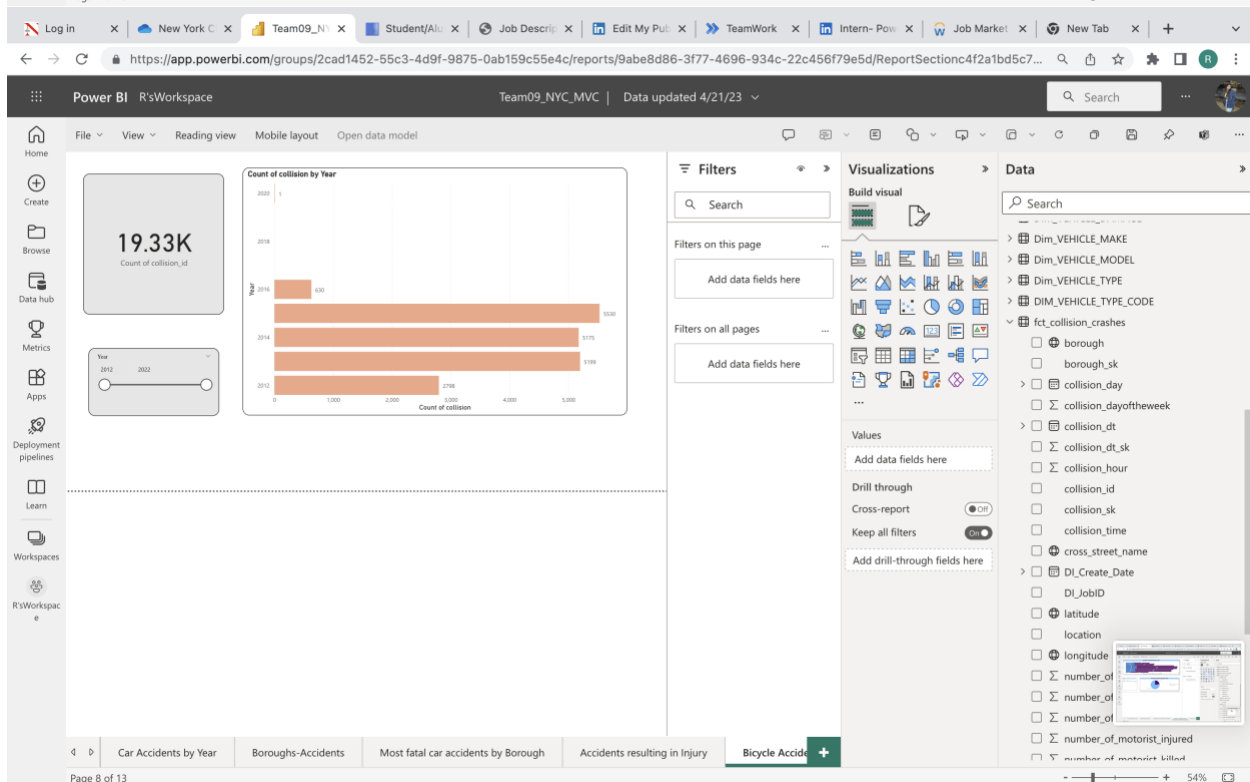 Log in
New York C
Team09_NY
Student/Alu
Job Descrip
Edit My Pub
TeamWork
Intern- Pow
Job Market
New Tab
https://app.powerbi.com/groups/2cad1452-55c3-4d9f-9875-0ab159c55e4c/reports/9abe8d86-3f77-4696-934c-22c456f79e5d/ReportSectionc4f2a1bd5c7...
R
Power BI R'sWorkspace
Team09_NYC_MVC | Data updated 4/21/23
Search
File View Reading view Mobile layout Open data model
Home
Create
Browse
Data hub
Metrics
Apps
Deployment
pipelines
Learn
Workspaces
R'sWorkspac
e
19.33K
Count of collision_id
Year
2012 2022
Count of collision by Year
Year
2020 1
2018
2016 630
5530
2014 5175
5199
2012 2798
0 1,000 2,000 3,000 4,000 5,000
Count of collision
Filters
Search
Filters on this page ...
Add data fields here
Filters on all pages ...
Add data fields here
Visualizations
Build visual
123
...
Values
Add data fields here
Drill through
Cross-report Off
Keep all filters On
Add drill-through fields here
Data
Search
Dim_VEHICLE_MAKE
Dim_VEHICLE_MODEL
Dim_VEHICLE_TYPE
DIM_VEHICLE_TYPE_CODE
fct_collision_crashes
borough
borough_sk
collision_day
collision_dayoftheweek
collision_dt
collision_dt_sk
collision_hour
collision_id
collision_sk
collision_time
cross_street_name
DI_Create_Date
DI_JobID
latitude
location
longitude
number_of
number_of
number_of
number_of_motorist_injured
number_of_motorist_killed
Car Accidents by Year
Boroughs-Accidents
Most fatal car accidents by Borough
Accidents resulting in Injury
Bicycle Accide
+
Page 8 of 13
- + 54%